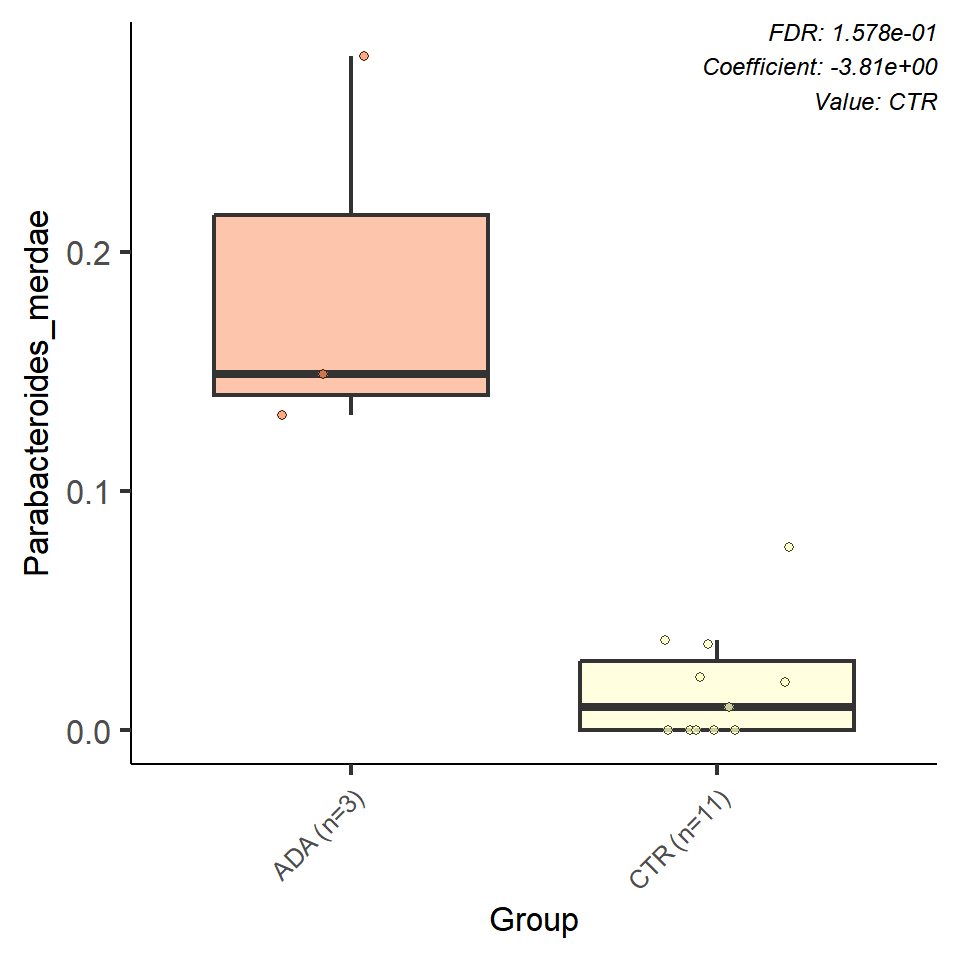 FDR: 1.578e-01
Coefficient: -3.81e+00
Value: CTR
Parabacteroides_merdae
0.2
0.1
0.0
ADA (n=3)
CTR (n=11)
Group